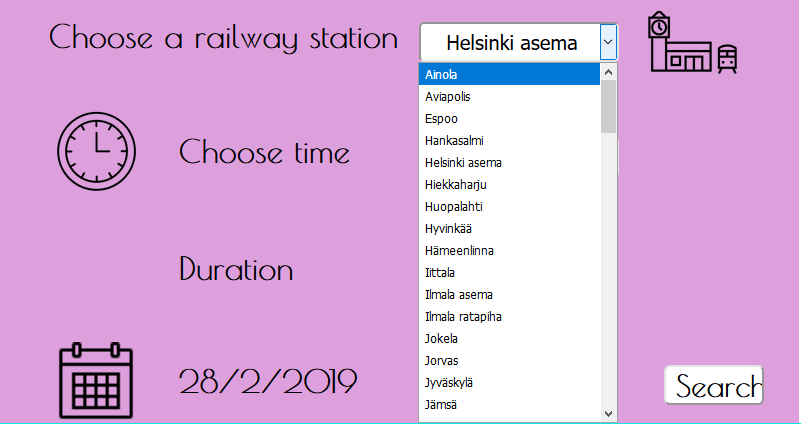 Choose a railway station
Helsinki asema
Ainola
Aviapolis
Espoo
Hankasalmi
Helsinki asema
Hiekkaharju
Huopalahti
Hyvinkää
Hämeenlinna
Iittala
Ilmala asema
Ilmala ratapiha
Jokela
Jorvas
Jyväskylä
Jämsä
Choose time
Duration
28/2/2019
Search